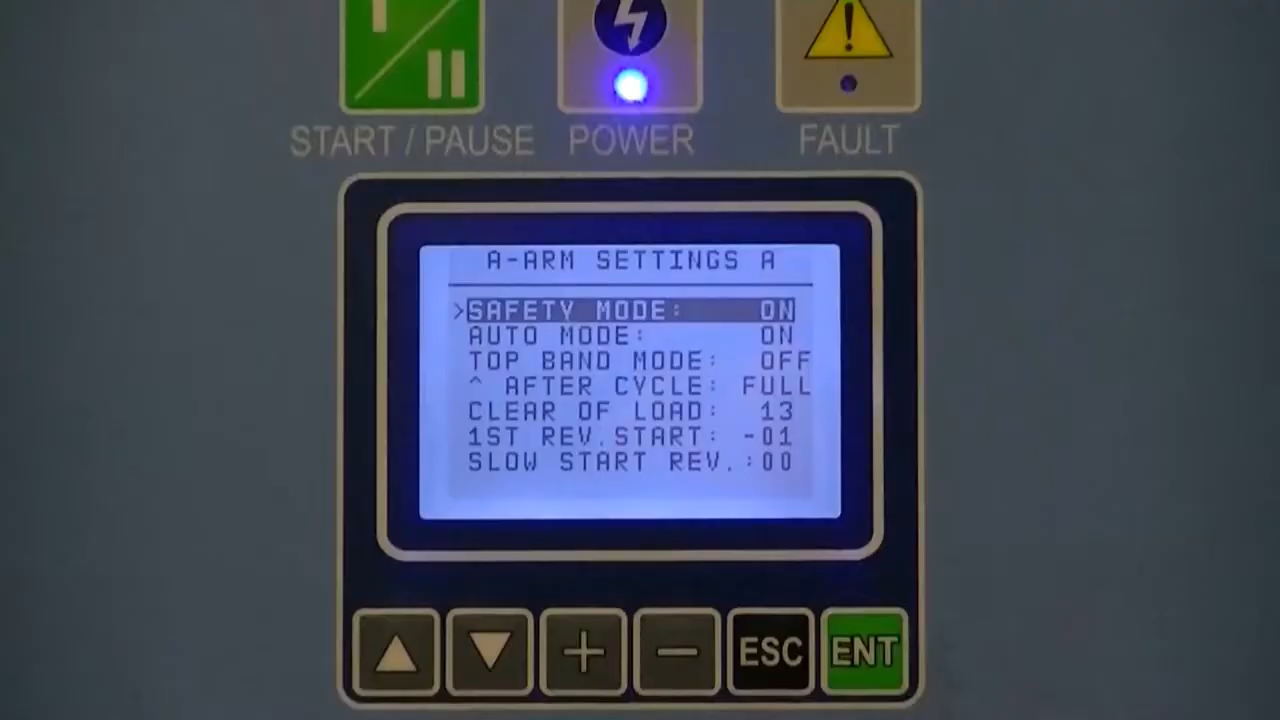 START / PAUSE
POWER
FAULT
A-ARM SETTINGS A
>SAFETY MODE: ON
AUTO MODE: ON
TOP BAND MODE: OFF
^ AFTER CYCLE: FULL
CLEAR OF LOAD: 13
1ST REV.START: -01
SLOW START REV.:00
ESC
ENT